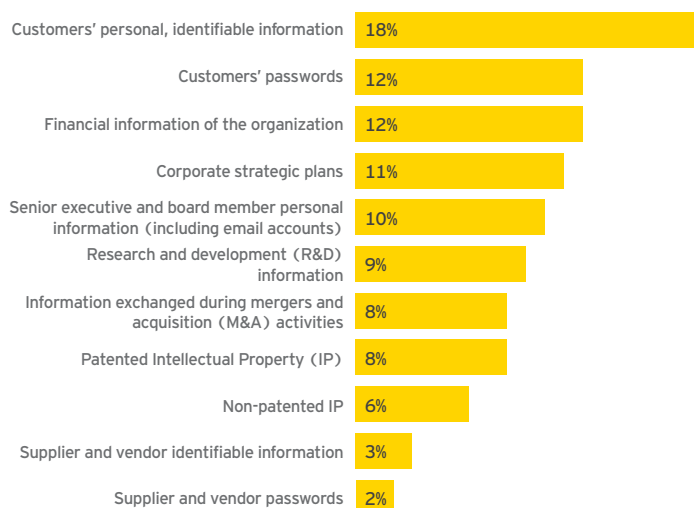 Customers’ personal, identifiable information 18%
Customers’ passwords 12%
Financial information of the organization 12%
Corporate strategic plans 11%
Senior executive and board member personal
information (including email accounts) 10%
Research and development (R&D)
information 9%
Information exchanged during mergers and
acquisition (M&A) activities 8%
Patented Intellectual Property (IP) 8%
Non-patented IP 6%
Supplier and vendor identifiable information 3%
Supplier and vendor passwords 2%